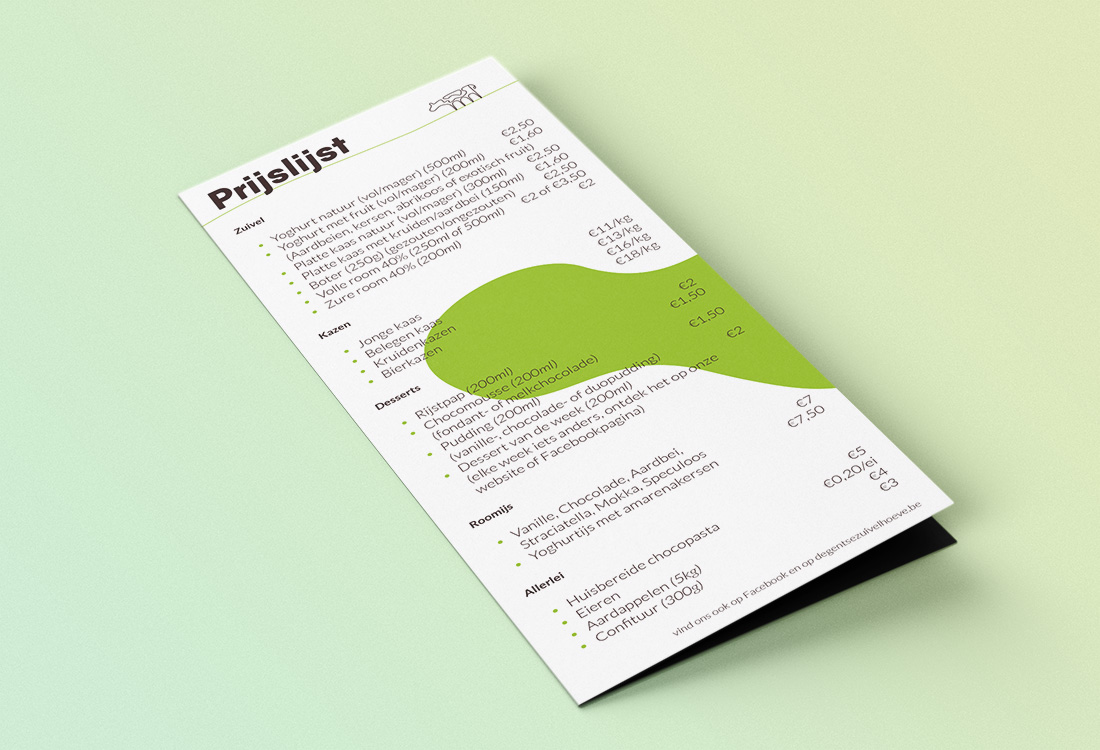 Prijslijst
Zuivel
Yoghurt natuur (vol/mager) (500ml) €2,50
Yoghurt met fruit (vol/mager) (200ml) €1,60
(Aardbeien, kersen, abrikoos of exotisch fruit)
Platte kaas natuur (vol/mager) (300ml) €2,50
Platte kaas met kruiden/aardbei (150ml) €1,60
Boter (250g) (gezouten/ongezouten) €2,50
Volle room 40% (250ml of 500ml) €2 of €3,50
Zure room 40% (200ml) €2
Kazen
Jonge kaas €11/kg
Belegen kaas €13/kg
Kruidenkazen €16/kg
Bierkazen €18/kg
Desserts
Rijstpap (200ml) €2
Chocomousse (200ml) €1,50
(fondant- of melkchocolade)
Pudding (200ml) €1,50
(vanille-, chocolade- of duopudding)
Dessert van de week (200ml) €2
(elke week iets anders, ontdek het op onze
website of Facebookpagina)
Roomijs
Vanille, Chocolade, Aardbei, €7
Straciatella, Mokka, Speculoos
Yoghurtijs met amarenakersen €7,50
Allerlei
Huisbereide chocopasta €5
Eieren €0,20/ei
Aardappelen (5kg) €4
Confituur (300g) €3
vind ons ook op Facebook en op degentsezuivelhoeve.be